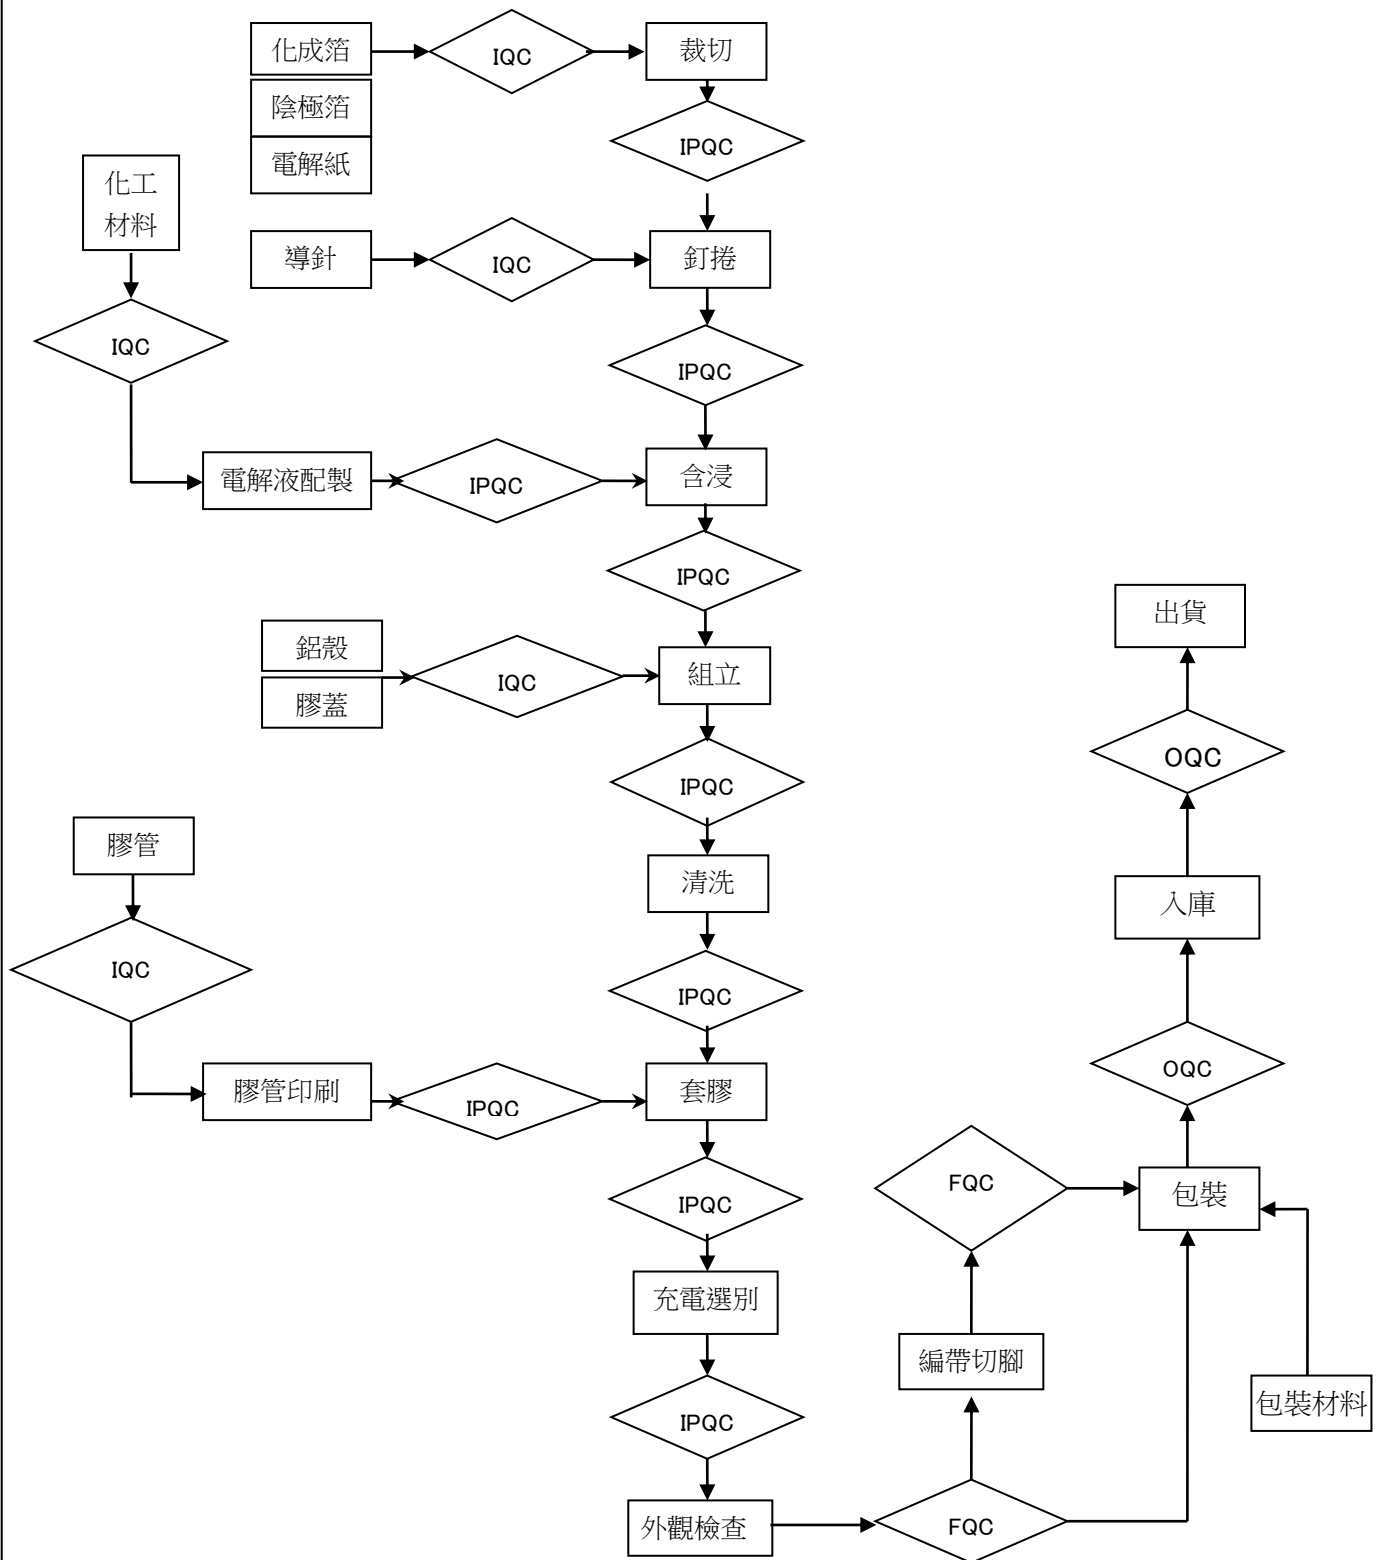 化成箔
IQC
裁切
陰極箔
IPQC
電解紙
化工
材料
導針
IQC
釘捲
IQC
IPQC
電解液配製
IPQC
含浸
IPQC
出貨
鋁殼
IQC
組立
膠蓋
OQC
IPQC
膠管
清洗
入庫
IQC
IPQC
OQC
膠管印刷
IPQC
套膠
FQC
包裝
IPQC
充電選別
編帶切腳
包裝材料
IPQC
外觀檢查
FQC